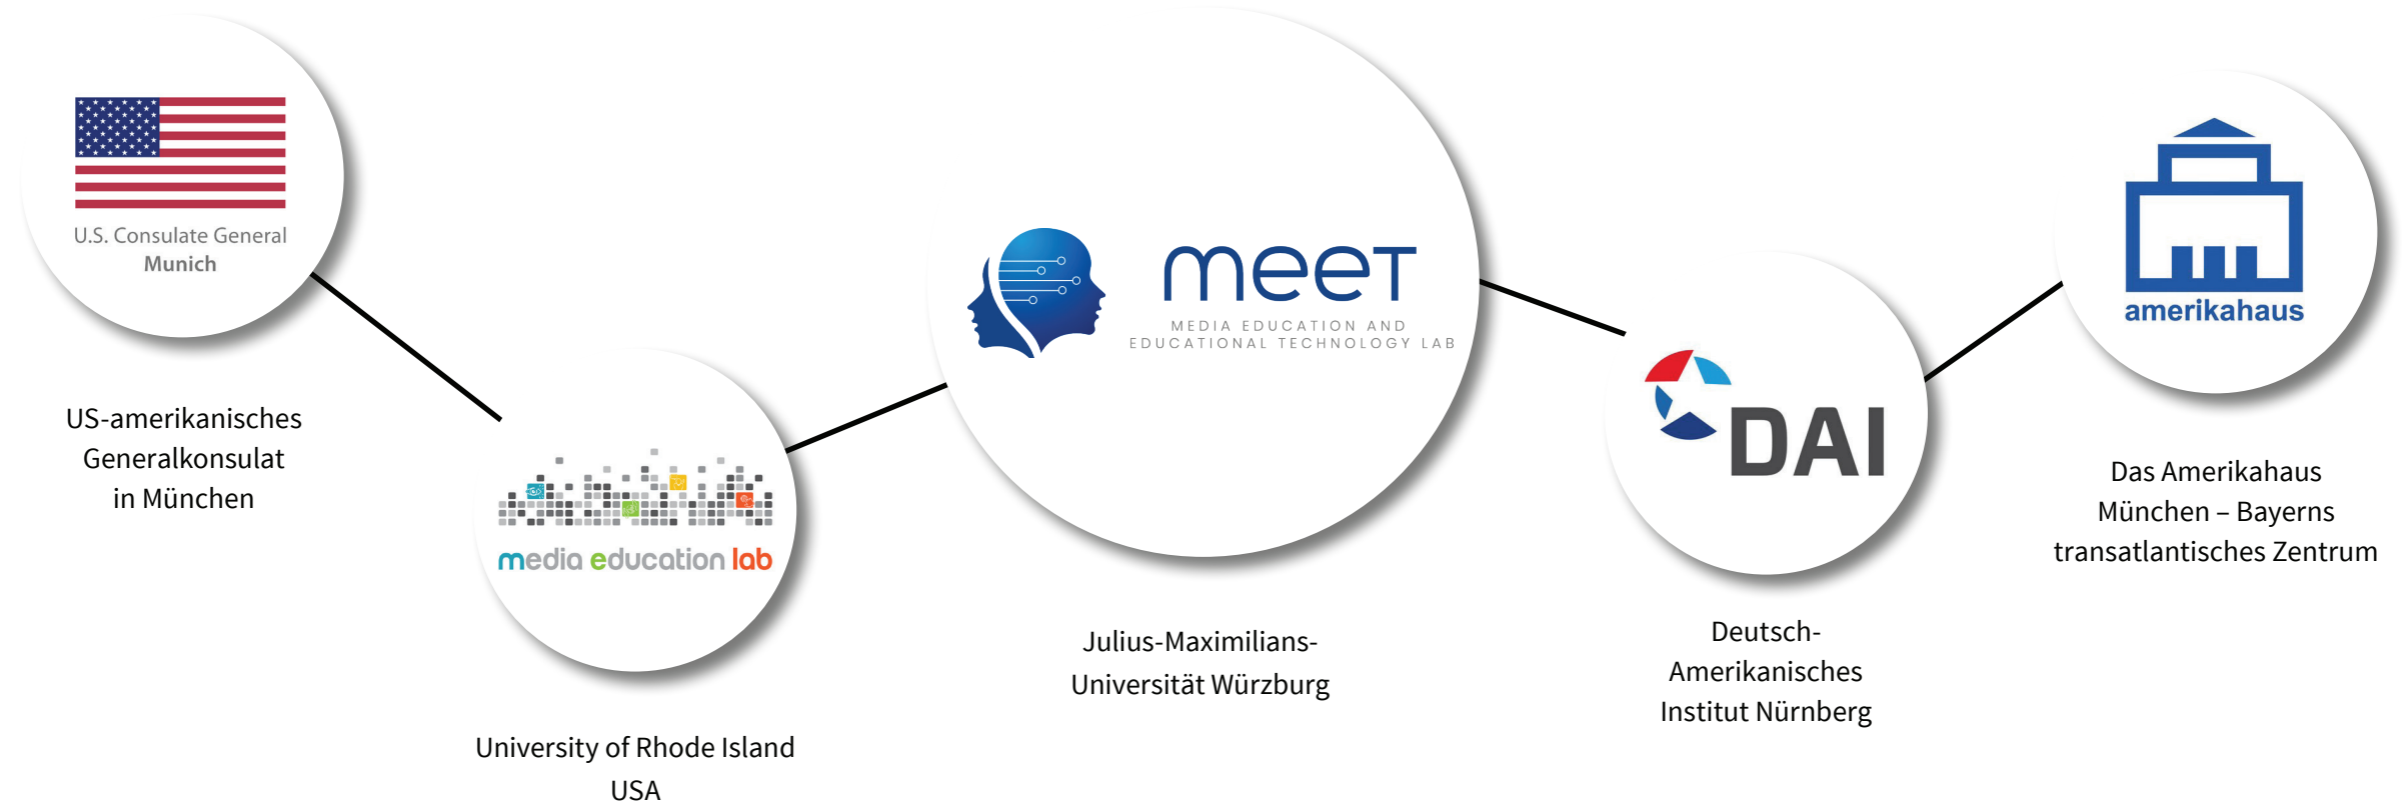 U.S. Consulate General
Munich
US-amerikanisches
Generalkonsulat
in München
media education lab
University of Rhode Island
USA
meet
MEDIA EDUCATION AND
EDUCATIONAL TECHNOLOGY LAB
Julius-Maximilians-
Universität Würzburg
DAI
Deutsch-
Amerikanisches
Institut Nürnberg
amerikahaus
Das Amerikahaus
München – Bayerns
transatlantisches Zentrum